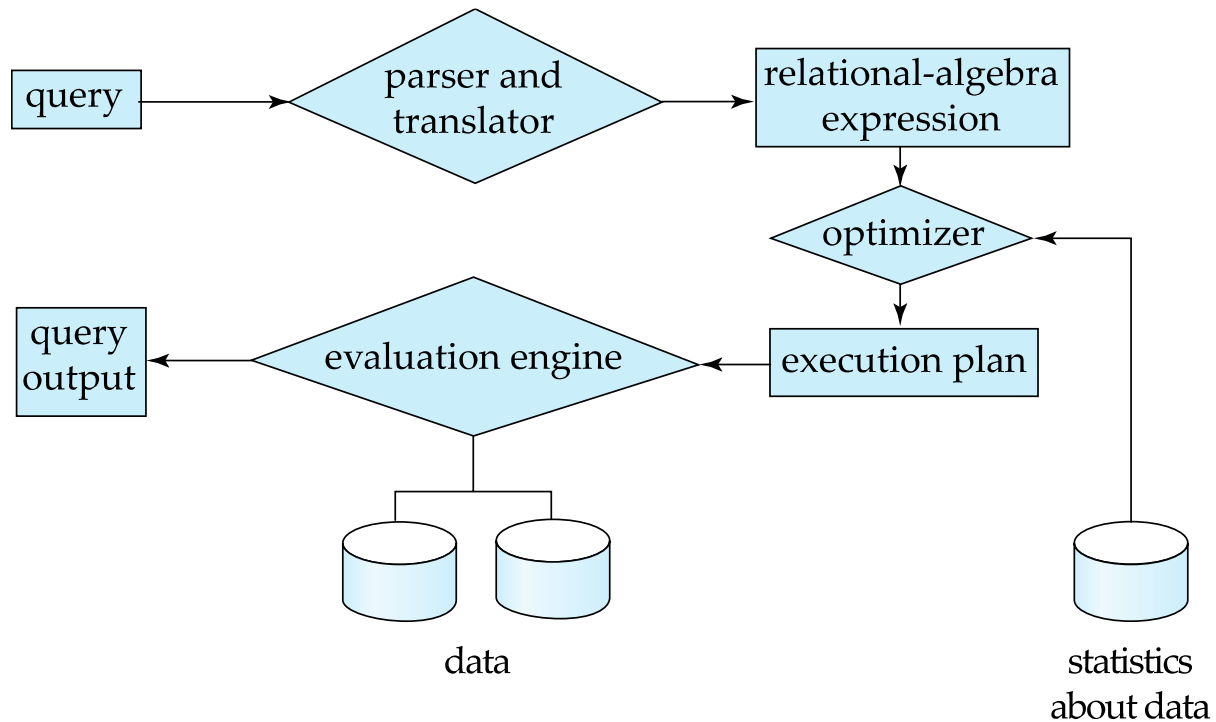 query
parser and
translator
relational-algebra
expression
optimizer
query
output
evaluation engine
execution plan
data
statistics
about data